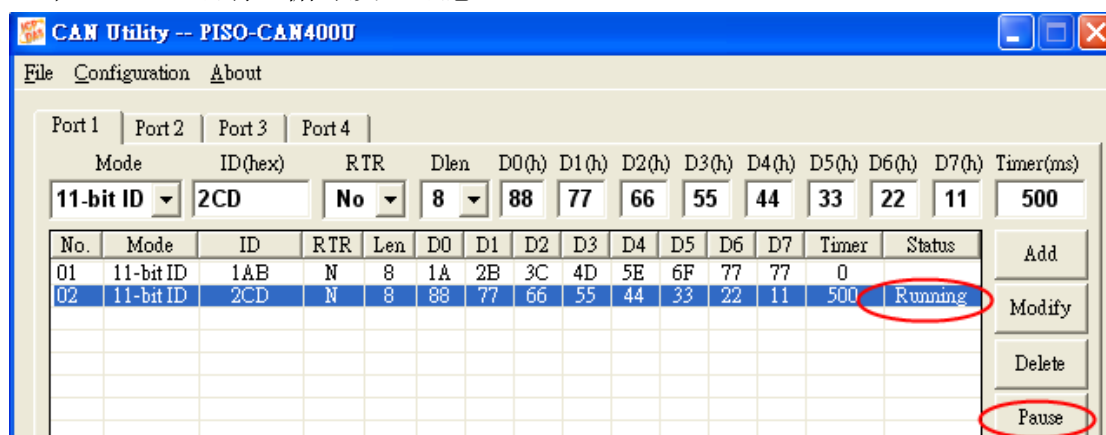 CAN Utility -- PISO-CAN400U
File Configuration About
Port 1 Port 2 Port 3 Port 4
Mode ID(hex) RTR Dlen D0(h) D1(h) D2(h) D3(h) D4(h) D5(h) D6(h) D7(h) Timer(ms)
11-bit ID 2CD No 8 88 77 66 55 44 33 22 11 500
No. Mode ID RTR Len D0 D1 D2 D3 D4 D5 D6 D7 Timer Status
01 11-bit ID 1AB N 8 1A 2B 3C 4D 5E 6F 77 77 0
02 11-bit ID 2CD N 8 88 77 66 55 44 33 22 11 500 Running
Add
Modify
Delete
Pause